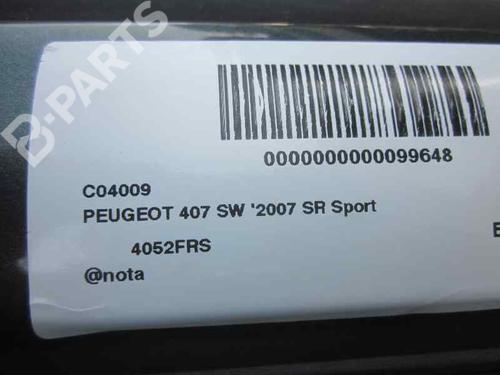 B-PARTS
0000000000099648
C04009
PEUGEOT 407 SW '2007 SR Sport
4052FRS
@nota